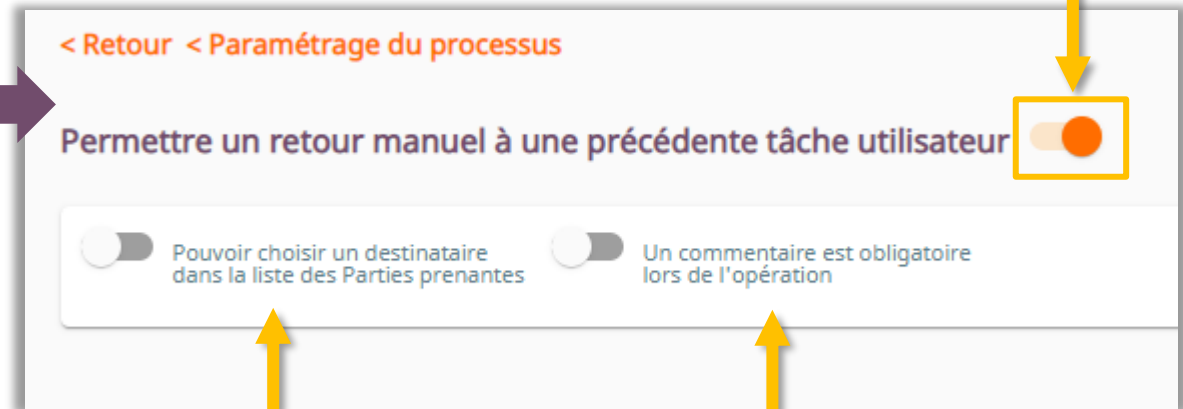 < Retour < Paramétrage du processus
Permettre un retour manuel à une précédente tâche utilisateur
Pouvoir choisir un destinataire
dans la liste des Parties prenantes
Un commentaire est obligatoire
lors de l'opération